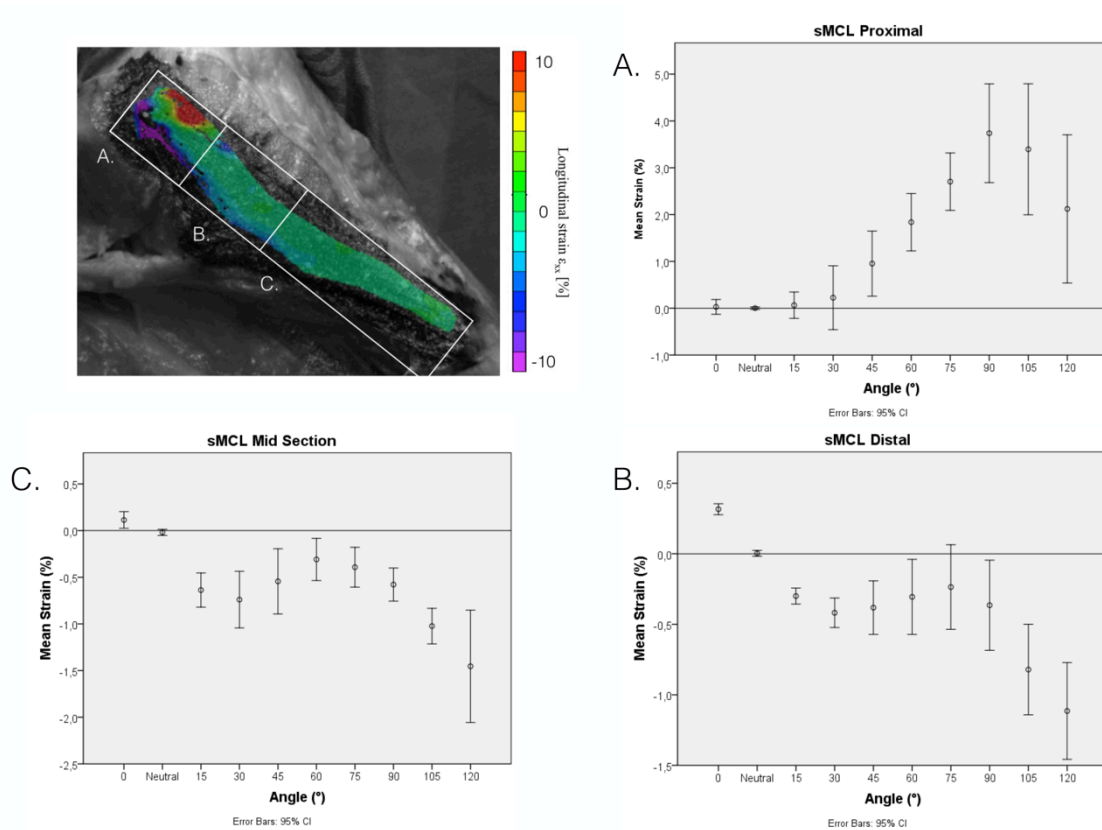 A.
B.
C.
10
0
-10
Longitudinal strain εxx [%]
A.
sMCL Proximal
Mean Strain (%)
5,0
4,0
3,0
2,0
1,0
0,0
-1,0
0 Neutral 15 30 45 60 75 90 105 120
Angle (°)
Error Bars: 95% CI
C.
sMCL Mid Section
Mean Strain (%)
0,5
0,0
-0,5
-1,0
-1,5
-2,0
-2,5
0 Neutral 15 30 45 60 75 90 105 120
Angle (°)
Error Bars: 95% CI
B.
sMCL Distal
Mean Strain (%)
0,5
0,0
-0,5
-1,0
-1,5
0 Neutral 15 30 45 60 75 90 105 120
Angle (°)
Error Bars: 95% CI